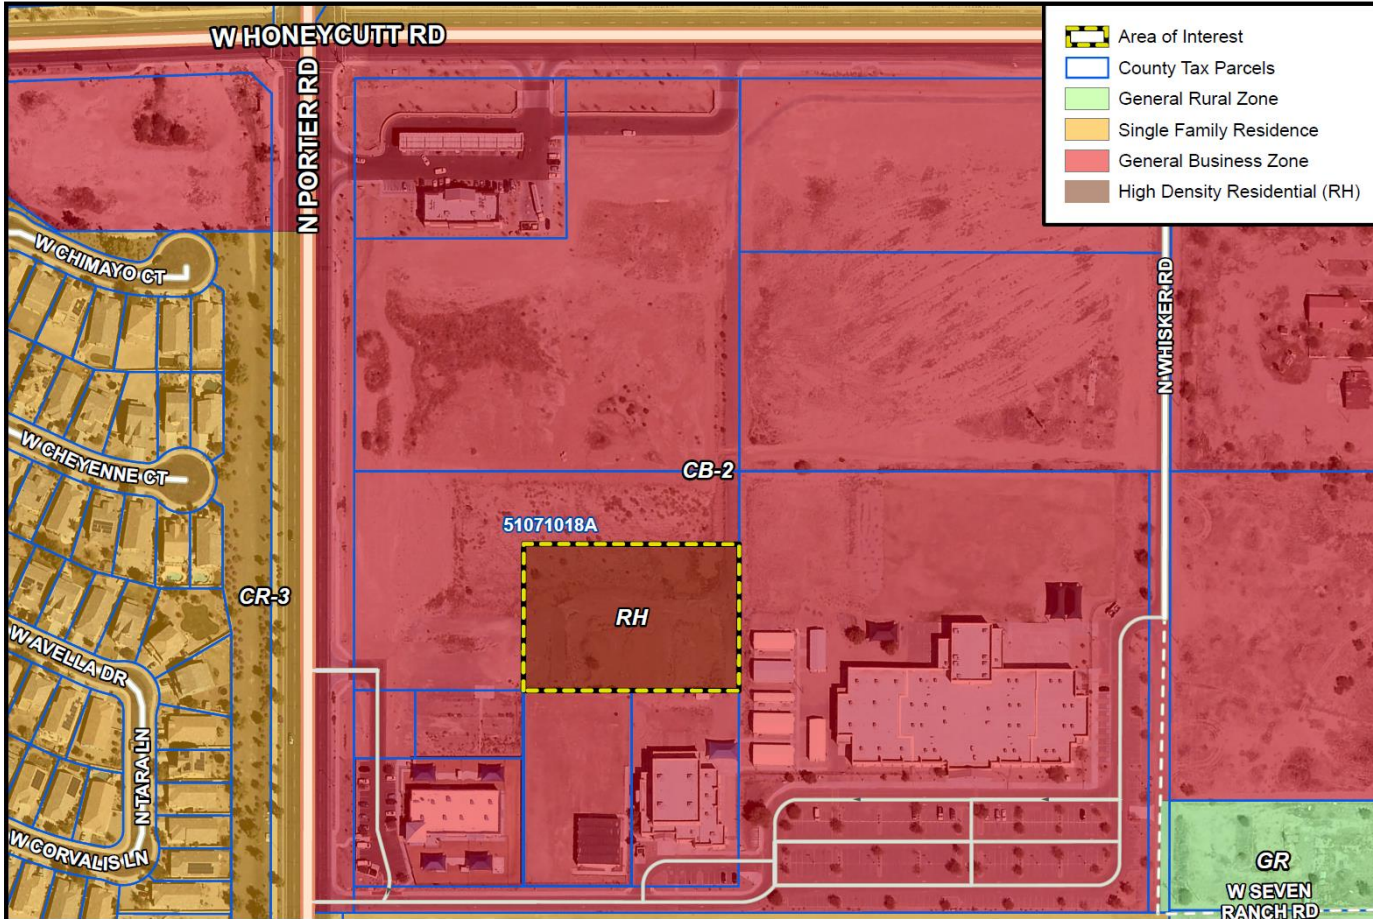 W HONEYCUTT RD
N PORTER RD
Area of Interest
County Tax Parcels
General Rural Zone
Single Family Residence
General Business Zone
High Density Residential (RH)
W CHIMAYO CT
N WHISKER RD
W CHEYENNE CT
CB-2
51071018A
CR-3
RH
W AVELLA DR
N TARA LN
W CORVALIS LN
GR
W SEVEN
RANCH RD